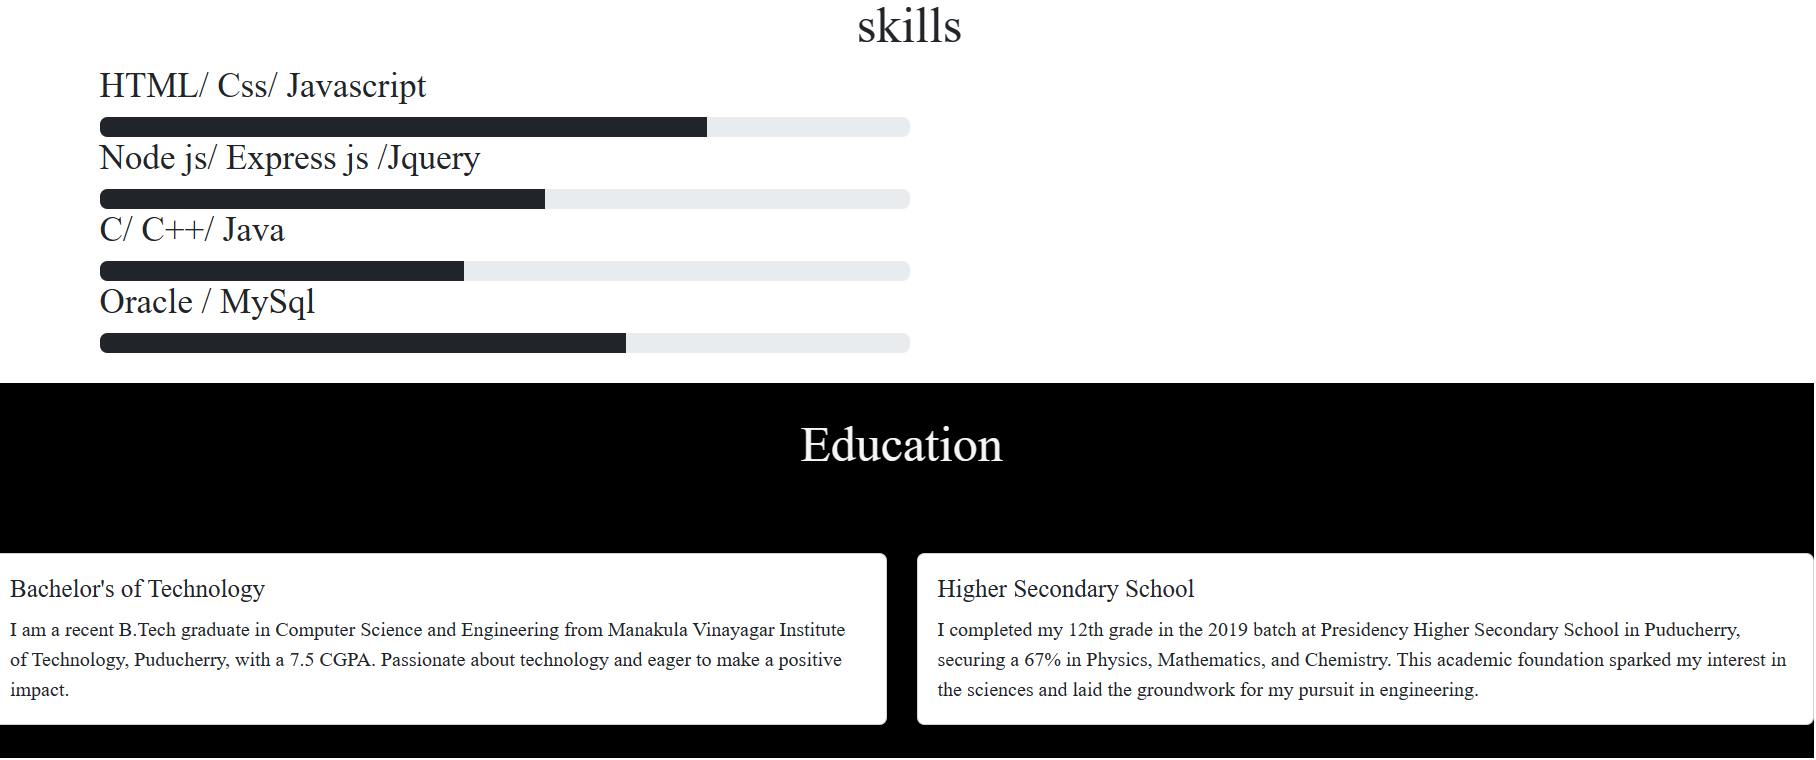 skills
HTML/ Css/ Javascript
Node js/ Express js /Jquery
C/ C++/ Java
Oracle / MySql
Education
Bachelor's of Technology
I am a recent B.Tech graduate in Computer Science and Engineering from Manakula Vinayagar Institute
of Technology, Puducherry, with a 7.5 CGPA. Passionate about technology and eager to make a positive
impact.
Higher Secondary School
I completed my 12th grade in the 2019 batch at Presidency Higher Secondary School in Puducherry,
securing a 67% in Physics, Mathematics, and Chemistry. This academic foundation sparked my interest in
the sciences and laid the groundwork for my pursuit in engineering.